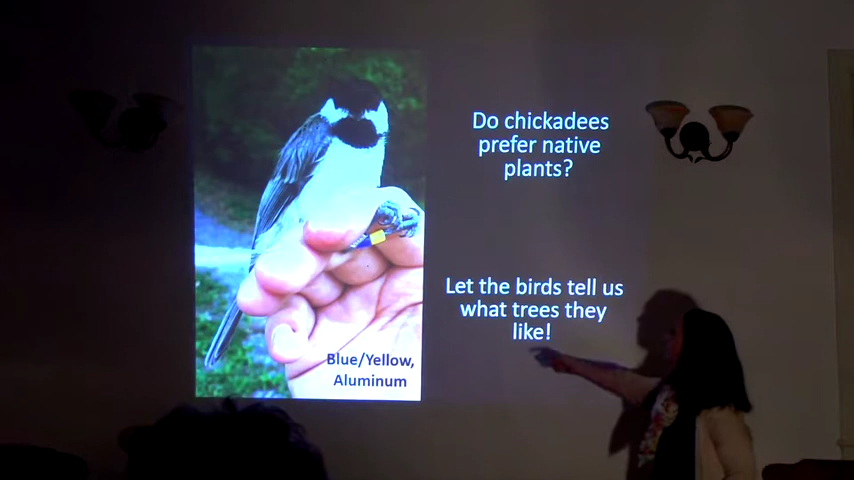 Do chickadees
prefer native
plants?
Let the birds tell us
what trees they
like!
Blue/Yellow,
Aluminum